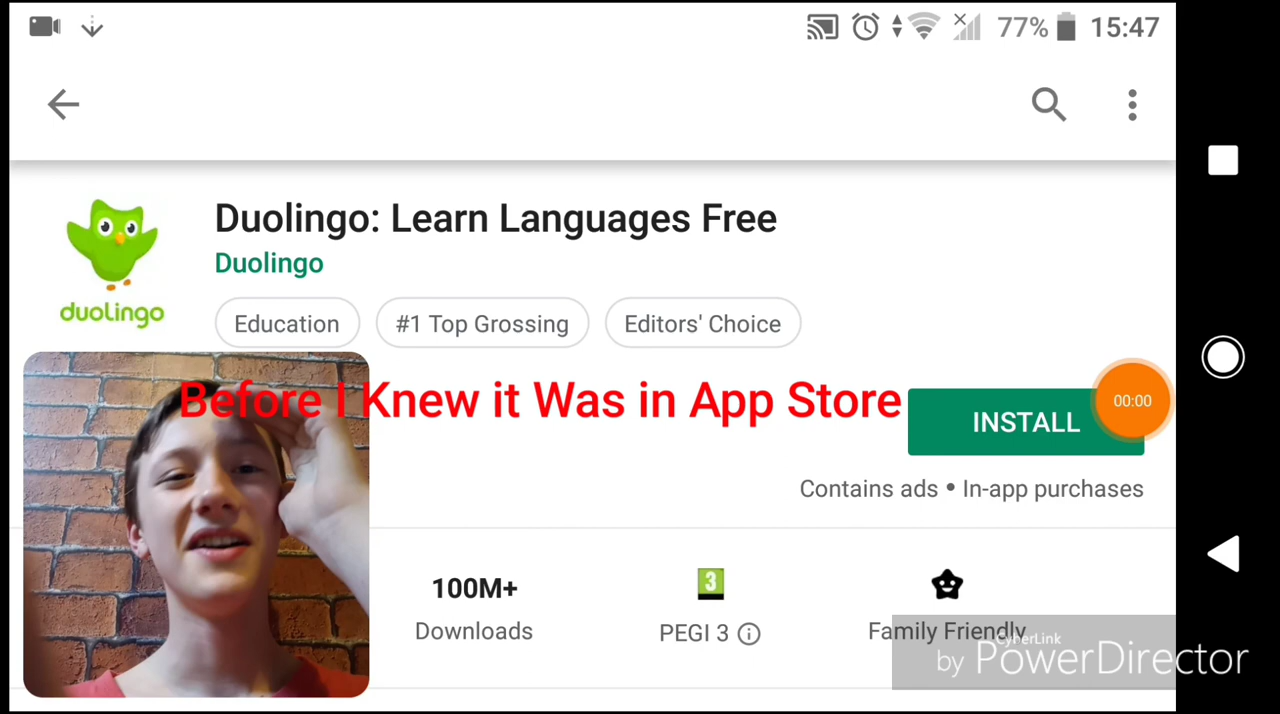 77% 15:47
Duolingo: Learn Languages Free
duolingo
Duolingo
Education #1 Top Grossing Editors' Choice
Before I Knew it Was in App Store
INSTALL 00:00
Contains ads • In-app purchases
100M+ 3
Downloads PEGI 3 Family Friendly
CyberLink
by PowerDirector